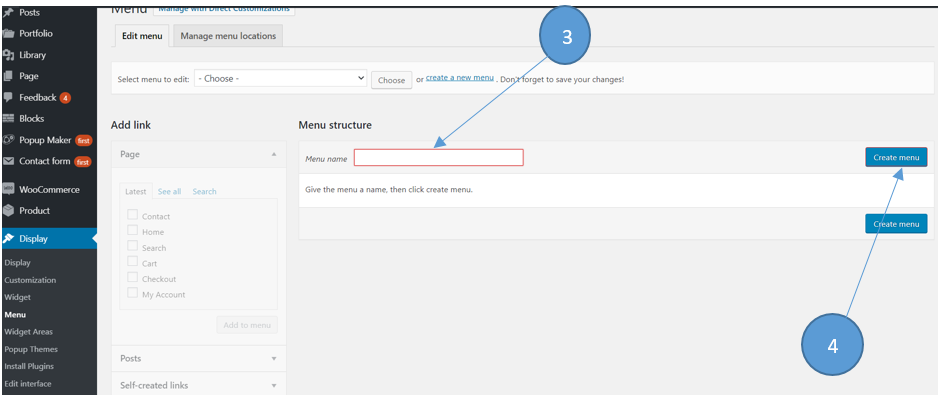 Menu Manage with Direct Customizations
Posts
Portfolio
Library
Page
Feedback 4
Blocks
Popup Maker first
Contact form first
WooCommerce
Product
Display
Display
Customization
Widget
Menu
Widget Areas
Popup Themes
Install Plugins
Edit interface
Edit menu Manage menu locations
3
Select menu to edit: - Choose - Choose or create a new menu . Don't forget to save your changes!
Add link
Page
Latest See all Search
Contact
Home
Search
Cart
Checkout
My Account
Add to menu
Posts
Self-created links
Menu structure
Menu name Create menu
Give the menu a name, then click create menu.
Create menu
4